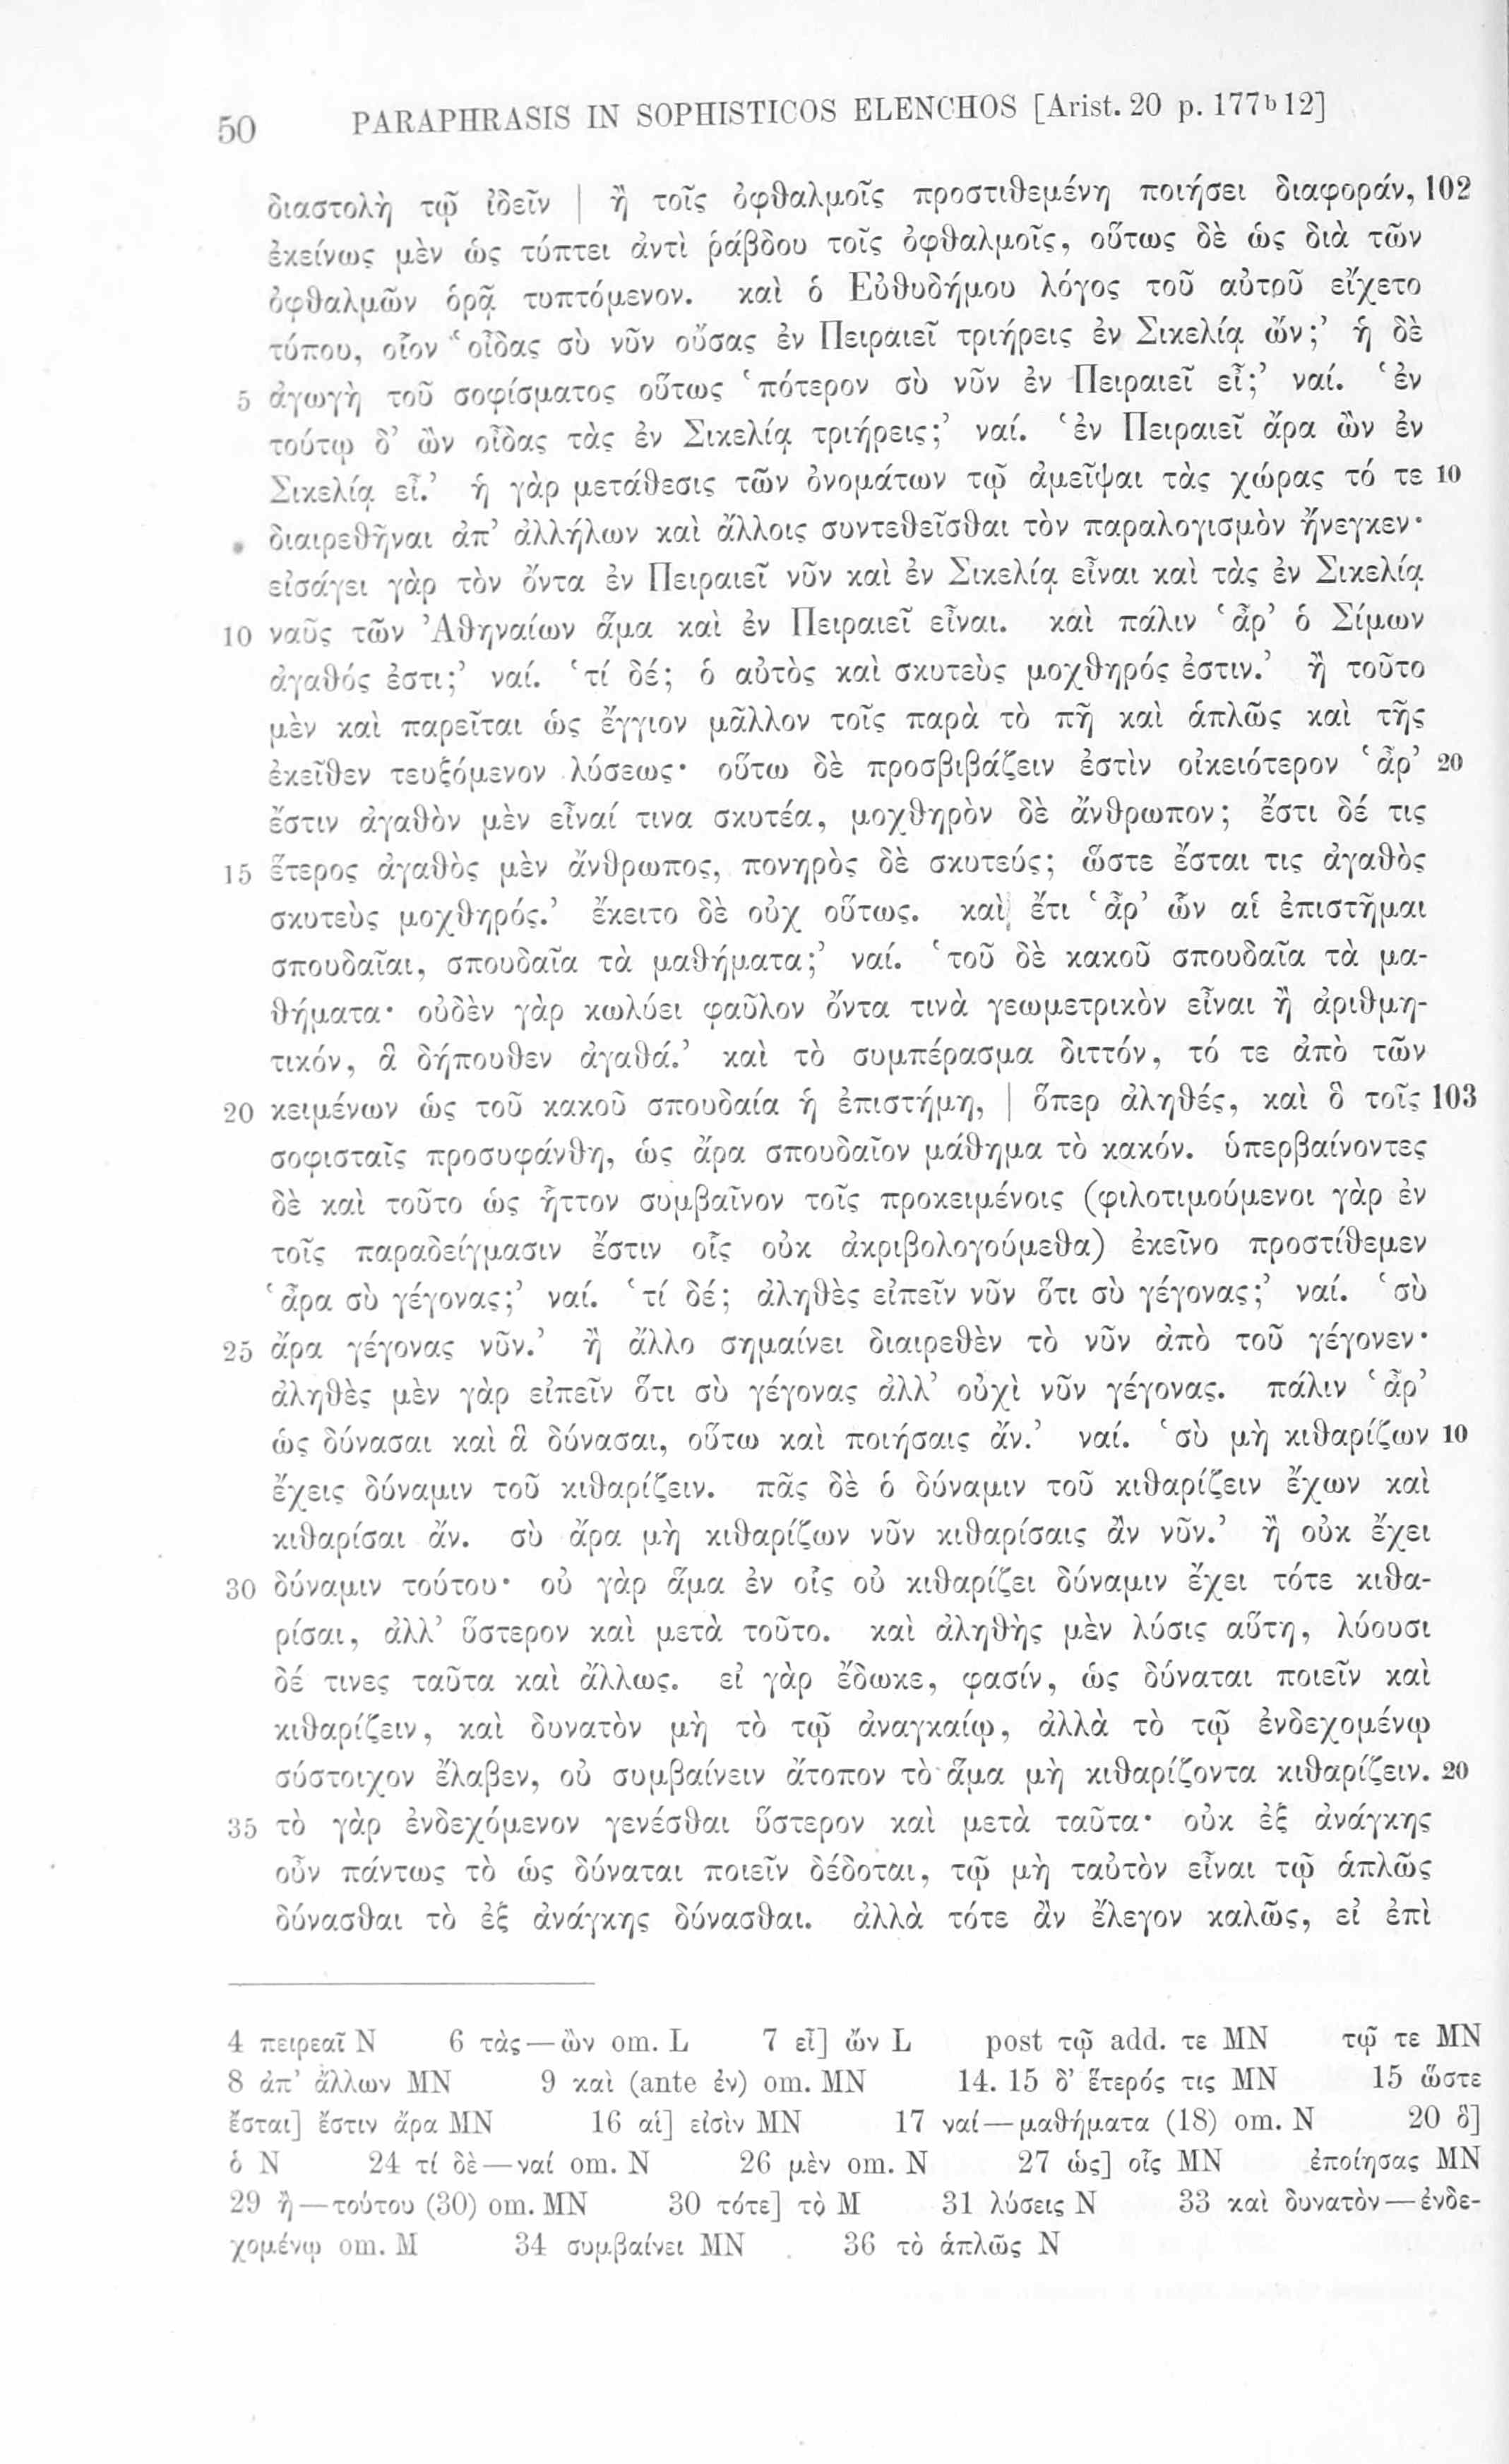 50 PARAPHRASIS IN SOPHISTICOS ELENCHOS [Arist. 20 p. 177b12]
διαστολὴ τῷ ἰδεῖν | ἢ τοῖς ὀφθαλμοῖς προστιθεμένη ποιήσει διαφοράν, 102
ἐκείνως μὲν ὡς τύπτει ἀντὶ ῥάβδου τοῖς ὀφθαλμοῖς, οὕτως δὲ ὡς διὰ τῶν
ὀφθαλμῶν ὁρᾷ τυπτόμενον. καὶ ὁ Εὐθυδήμου λόγος τοῦ αὐτοῦ εἴχετο
τύπου, οἷον ‘οἶδας σὺ νῦν οὔσας ἐν Πειραιεῖ τριήρεις ἐν Σικελίᾳ ὤν;’ ἡ δὲ
5 ἀγωγὴ τοῦ σοφίσματος οὕτως ‘πότερον σὺ νῦν ἐν Πειραιεῖ εἶ;’ ναί. ‘ἐν
τούτῳ δ’ ὢν οἶδας τὰς ἐν Σικελίᾳ τριήρεις;’ ναί. ‘ἐν Πειραιεῖ ἄρα ὢν ἐν
Σικελίᾳ εἶ.’ ἡ γὰρ μετάθεσις τῶν ὀνομάτων τῷ ἀμεῖψαι τὰς χώρας τό τε 10
διαιρεθῆναι ἀπ’ ἀλλήλων καὶ ἄλλοις συντεθεῖσθαι τὸν παραλογισμὸν ἤνεγκεν·
εἰσάγει γὰρ τὸν ὄντα ἐν Πειραιεῖ νῦν καὶ ἐν Σικελίᾳ εἶναι καὶ τὰς ἐν Σικελίᾳ
10 ναῦς τῶν Ἀθηναίων ἅμα καὶ ἐν Πειραιεῖ εἶναι. καὶ πάλιν ‘ἆρ’ ὁ Σίμων
ἀγαθός ἐστι;’ ναί. ‘τί δέ; ὁ αὐτὸς καὶ σκυτεὺς μοχθηρός ἐστιν.’ ἢ τοῦτο
μὲν καὶ παρεῖται ὡς ἔγγιον μᾶλλον τοῖς παρὰ τὸ πῆ καὶ ἁπλῶς καὶ τῆς
ἐκεῖθεν τευξόμενον λύσεως· οὕτω δὲ προσβιβάζειν ἐστὶν οἰκειότερον ‘ἆρ’ 20
ἔστιν ἀγαθὸν μὲν εἶναί τινα σκυτέα, μοχθηρὸν δὲ ἄνθρωπον; ἔστι δέ τις
15 ἕτερος ἀγαθὸς μὲν ἄνθρωπος, πονηρὸς δὲ σκυτεύς; ὥστε ἔσται τις ἀγαθὸς
σκυτεὺς μοχθηρός.’ ἔκειτο δὲ οὐχ οὕτως. καὶ ἔτι ‘ἆρ’ ὧν αἱ ἐπιστῆμαι
σπουδαῖαι, σπουδαῖα τὰ μαθήματα;’ ναί. ‘τοῦ δὲ κακοῦ σπουδαῖα τὰ μα-
θήματα· οὐδὲν γὰρ κωλύει φαῦλον ὄντα τινὰ γεωμετρικὸν εἶναι ἢ ἀριθμη-
τικόν, ἃ δήπουθεν ἀγαθά.’ καὶ τὸ συμπέρασμα διττόν, τό τε ἀπὸ τῶν
20 κειμένων ὡς τοῦ κακοῦ σπουδαία ἡ ἐπιστήμη, | ὅπερ ἀληθές, καὶ ὃ τοῖς 103
σοφισταῖς προσυφάνθη, ὡς ἄρα σπουδαῖον μάθημα τὸ κακόν. ὑπερβαίνοντες
δὲ καὶ τοῦτο ὡς ἧττον συμβαῖνον τοῖς προκειμένοις (φιλοτιμούμενοι γὰρ ἐν
τοῖς παραδείγμασιν ἔστιν οἷς οὐκ ἀκριβολογούμεθα) ἐκεῖνο προστίθεμεν
‘ἆρα σὺ γέγονας;’ ναί. ‘τί δέ; ἀληθὲς εἰπεῖν νῦν ὅτι σὺ γέγονας;’ ναί. ‘σὺ
25 ἄρα γέγονας νῦν.’ ἢ ἄλλο σημαίνει διαιρεθὲν τὸ νῦν ἀπὸ τοῦ γέγονεν·
ἀληθὲς μὲν γὰρ εἰπεῖν ὅτι σὺ γέγονας ἀλλ’ οὐχὶ νῦν γέγονας. πάλιν ‘ἆρ’
ὡς δύνασαι καὶ ἃ δύνασαι, οὕτω καὶ ποιήσαις ἄν.’ ναί. ‘σὺ μὴ κιθαρίζων 10
ἔχεις δύναμιν τοῦ κιθαρίζειν. πᾶς δὲ ὁ δύναμιν τοῦ κιθαρίζειν ἔχων καὶ
κιθαρίσαι ἄν. σὺ ἄρα μὴ κιθαρίζων νῦν κιθαρίσαις ἂν νῦν.’ ἢ οὐκ ἔχει
30 δύναμιν τούτου· οὐ γὰρ ἅμα ἐν οἷς οὐ κιθαρίζει δύναμιν ἔχει τότε κιθα-
ρίσαι, ἀλλ’ ὕστερον καὶ μετὰ τοῦτο. καὶ ἀληθὴς μὲν λύσις αὕτη, λύουσι
δέ τινες ταῦτα καὶ ἄλλως. εἰ γὰρ ἔδωκε, φασίν, ὡς δύναται ποιεῖν καὶ
κιθαρίζειν, καὶ δυνατὸν μὴ τὸ τῷ ἀναγκαίῳ, ἀλλὰ τὸ τῷ ἐνδεχομένῳ
σύστοιχον ἔλαβεν, οὐ συμβαίνειν ἄτοπον τὸ ἅμα μὴ κιθαρίζοντα κιθαρίζειν. 20
35 τὸ γὰρ ἐνδεχόμενον γενέσθαι ὕστερον καὶ μετὰ ταῦτα· οὐκ ἐξ ἀνάγκης
οὖν πάντως τὸ ὡς δύναται ποιεῖν δέδοται, τῷ μὴ ταὐτὸν εἶναι τῷ ἁπλῶς
δύνασθαι τὸ ἐξ ἀνάγκης δύνασθαι. ἀλλὰ τότε ἂν ἔλεγον καλῶς, εἰ ἐπὶ
4 πειρεαῖ N 6 τὰς—ὢν om. L 7 εἶ] ὤν L post τῷ add. τε MN τῷ τε MN
8 ἀπ’ ἄλλων MN 9 καὶ (ante ἐν) om. MN 14. 15 δ’ ἕτερός τις MN 15 ὥστε
ἔσται] ἔστιν ἄρα MN 16 αἱ] εἰσὶν MN 17 ναί—μαθήματα (18) om. N 20 ὃ]
ὁ N 24 τί δὲ—ναί om. N 26 μὲν om. N 27 ὡς] οἷς MN ἐποίησας MN
29 ἢ—τούτου (30) om. MN 30 τότε] τὸ M 31 λύσεις N 33 καὶ δυνατὸν—ἐνδε-
χομένῳ om. M 34 συμβαίνει MN 36 τὸ ἁπλῶς N